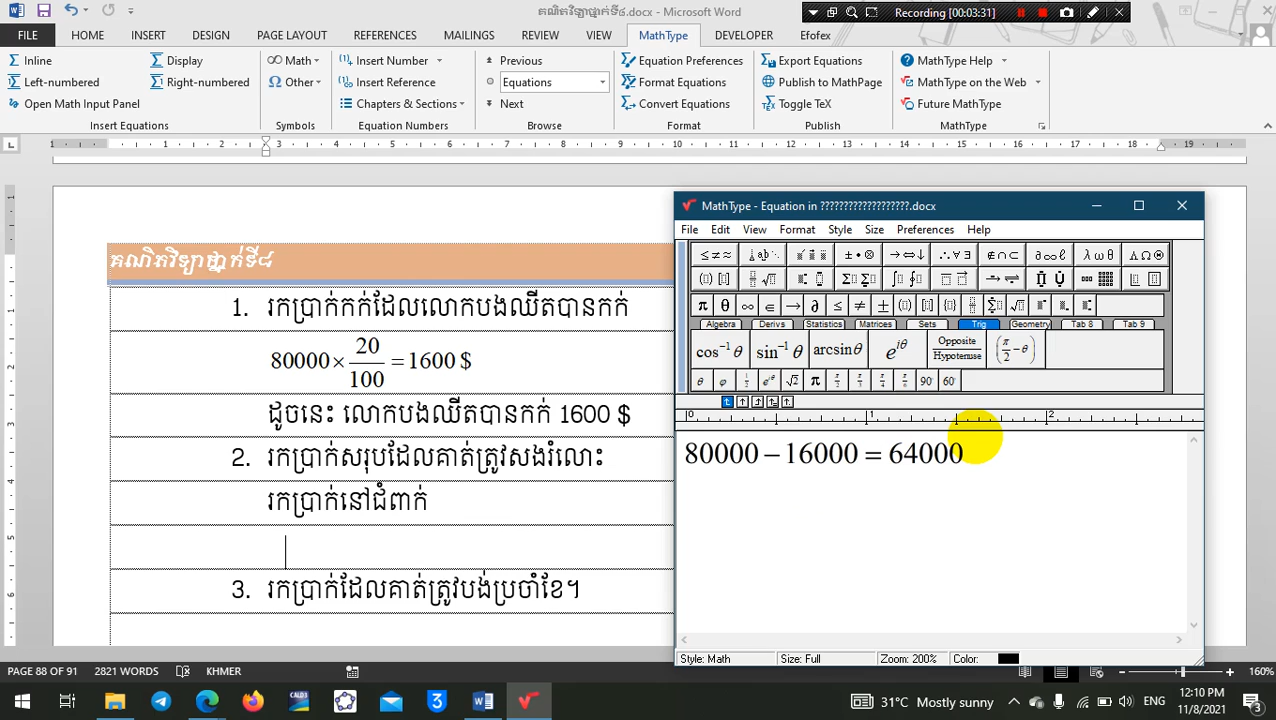 គណិតវិទ្យាថ្នាក់ទី៨.docx - Microsoft Word
Recording [00:03:31]
FILE HOME INSERT DESIGN PAGE LAYOUT REFERENCES MAILINGS REVIEW VIEW MathType DEVELOPER Efofex
Inline Display Math Insert Number Previous Equation Preferences Export Equations MathType Help
Left-numbered Right-numbered Other Insert Reference Equations Format Equations Publish to MathPage MathType on the Web
Open Math Input Panel Chapters & Sections Next Convert Equations Toggle TeX Future MathType
Insert Equations Symbols Equation Numbers Browse Format Publish MathType
គណិតវិទ្យាថ្នាក់ទី៨
1. រកប្រាក់កក់ដែលលោកបងឈឺតបានកក់
80000 × 20/100 = 1600 $
ដូចនេះ លោកបងឈឺតបានកក់ 1600 $
2. រកប្រាក់សរុបដែលគាត់ត្រូវសងរំលោះ
រកប្រាក់នៅជំពាក់
3. រកប្រាក់ដែលគាត់ត្រូវបង់ប្រចាំខែ។
MathType - Equation in ???????????????????.docx
File Edit View Format Style Size Preferences Help
Algebra Derivs Statistics Matrices Sets Trig Geometry Tab 8 Tab 9
cos⁻¹ θ sin⁻¹ θ arcsin θ e^iθ Opposite/Hypotenuse (π/2 − θ)
80000 − 16000 = 64000
Style: Math Size: Full Zoom: 200% Color:
PAGE 88 OF 91 2821 WORDS KHMER 160%
31°C Mostly sunny ENG 12:10 PM
11/8/2021